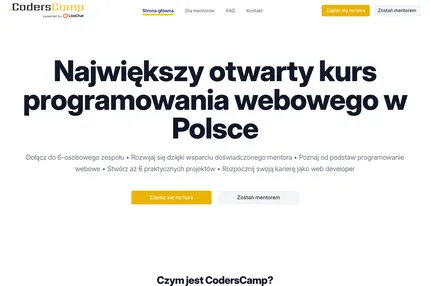 .CodersCamp
powered by LiveChat
Strona główna
Dla mentorów
FAQ
Kontakt
Zapisz się na kurs
Zostań mentorem
Największy otwarty kurs
programowania webowego w
Polsce
Dołącz do 6-osobowego zespołu • Rozwijaj się dzięki wsparciu doświadczonego mentora • Poznaj od podstaw programowanie
webowe • Stwórz aż 6 praktycznych projektów • Rozpocznij swoją karierę jako web developer
Zapisz się na kurs
Zostań mentorem
Czym jest CodersCamp?